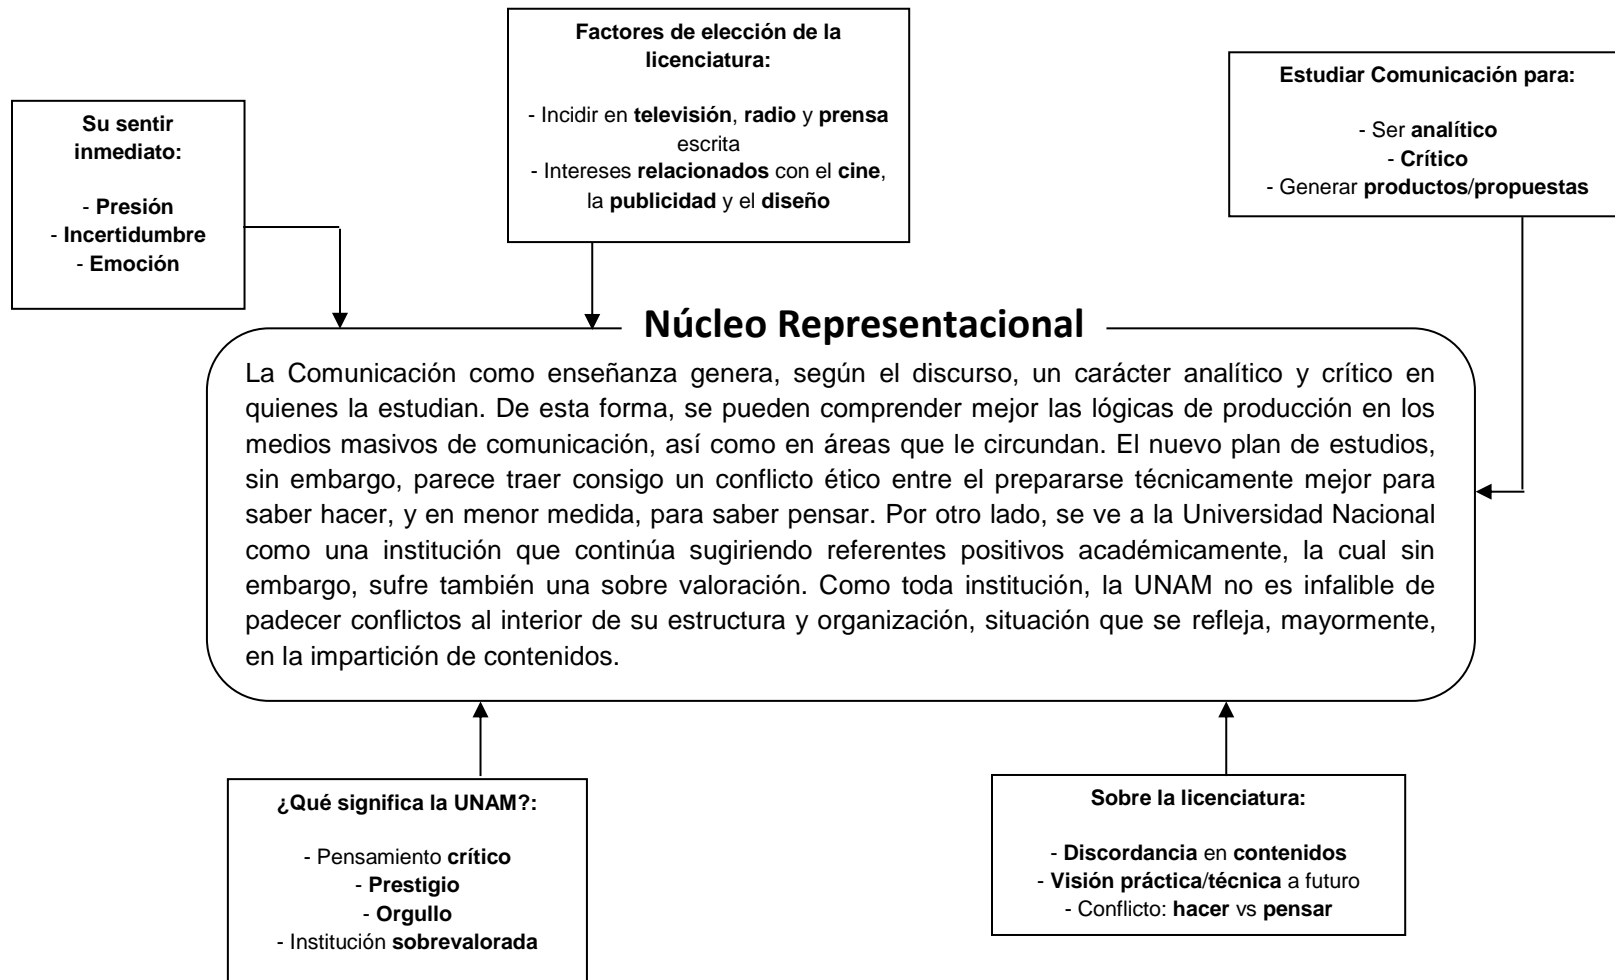 Factores de elección de la
licenciatura:
- Incidir en televisión, radio y prensa
escrita
- Intereses relacionados con el cine,
la publicidad y el diseño
Estudiar Comunicación para:
- Ser analítico
- Crítico
- Generar productos/propuestas
Su sentir
inmediato:
- Presión
- Incertidumbre
- Emoción
Núcleo Representacional
La Comunicación como enseñanza genera, según el discurso, un carácter analítico y crítico en
quienes la estudian. De esta forma, se pueden comprender mejor las lógicas de producción en los
medios masivos de comunicación, así como en áreas que le circundan. El nuevo plan de estudios,
sin embargo, parece traer consigo un conflicto ético entre el prepararse técnicamente mejor para
saber hacer, y en menor medida, para saber pensar. Por otro lado, se ve a la Universidad Nacional
como una institución que continúa sugiriendo referentes positivos académicamente, la cual sin
embargo, sufre también una sobre valoración. Como toda institución, la UNAM no es infalible de
padecer conflictos al interior de su estructura y organización, situación que se refleja, mayormente,
en la impartición de contenidos.
¿Qué significa la UNAM?:
- Pensamiento crítico
- Prestigio
- Orgullo
- Institución sobrevalorada
Sobre la licenciatura:
- Discordancia en contenidos
- Visión práctica/técnica a futuro
- Conflicto: hacer vs pensar